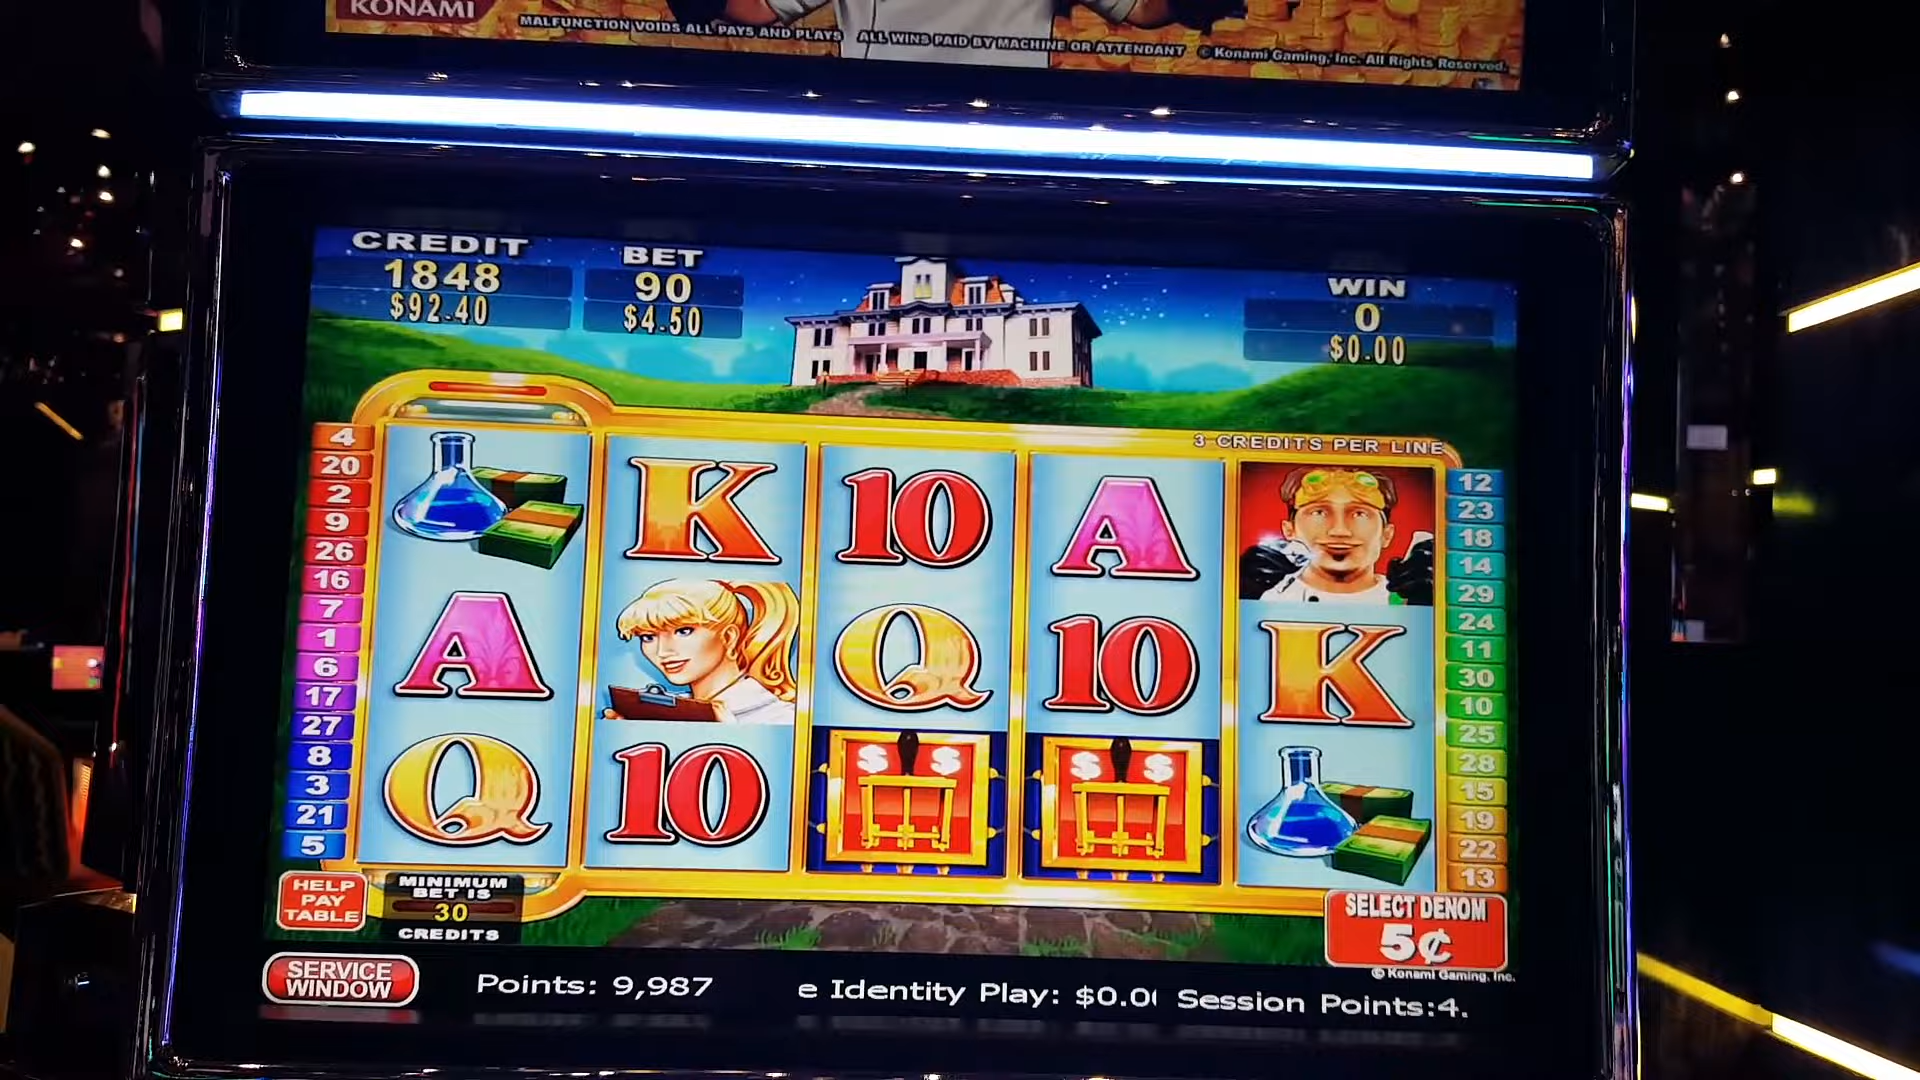 KONAMI
MALFUNCTION VOIDS ALL PAYS AND PLAYS ALL WINS PAID BY MACHINE OR ATTENDANT © Konami Gaming, Inc. All Rights Reserved.
CREDIT
1848
$92.40
BET
90
$4.50
WIN
0
$0.00
3 CREDITS PER LINE
4
20
2
9
26
16
7
1
6
17
27
8
3
21
5
K
10
A
A
Q
10
K
Q
10
$ $
$ $
12
23
18
14
29
24
11
30
10
25
28
15
19
22
13
HELP
PAY
TABLE
MINIMUM
BET IS
30
CREDITS
SELECT DENOM
5¢
© Konami Gaming, Inc.
SERVICE
WINDOW
Points: 9,987
e Identity Play: $0.0
Session Points:4.